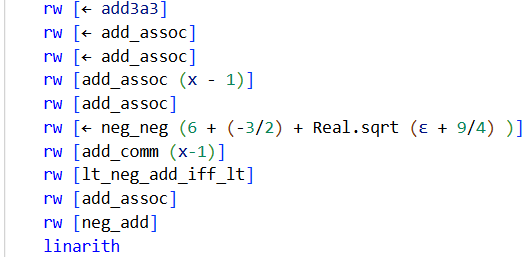 rw [← add3a3]
rw [← add_assoc]
rw [← add_assoc]
rw [add_assoc (x - 1)]
rw [add_assoc]
rw [← neg_neg (6 + (-3/2) + Real.sqrt (ε + 9/4) )]
rw [add_comm (x-1)]
rw [lt_neg_add_iff_lt]
rw [add_assoc]
rw [neg_add]
linarith